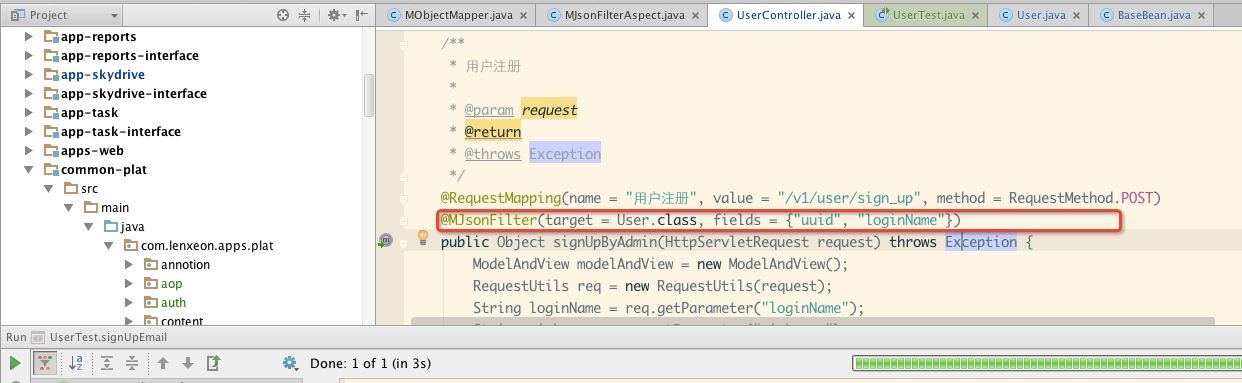 Project
MObjectMapper.java
MJsonFilterAspect.java
UserController.java
UserTest.java
User.java
BaseBean.java
app-reports
app-reports-interface
app-skydrive
app-skydrive-interface
app-task
app-task-interface
apps-web
common-plat
src
main
java
com.lenxeon.apps.plat
annotion
aop
auth
content
/**
* 用户注册
*
* @param request
* @return
* @throws Exception
*/
@RequestMapping(name = "用户注册", value = "/v1/user/sign_up", method = RequestMethod.POST)
@MJsonFilter(target = User.class, fields = {"uuid", "loginName"})
public Object signUpByAdmin(HttpServletRequest request) throws Exception {
ModelAndView modelAndView = new ModelAndView();
RequestUtils req = new RequestUtils(request);
String loginName = req.getParameter("loginName");
Run UserTest.signUpEmail
Done: 1 of 1 (in 3s)